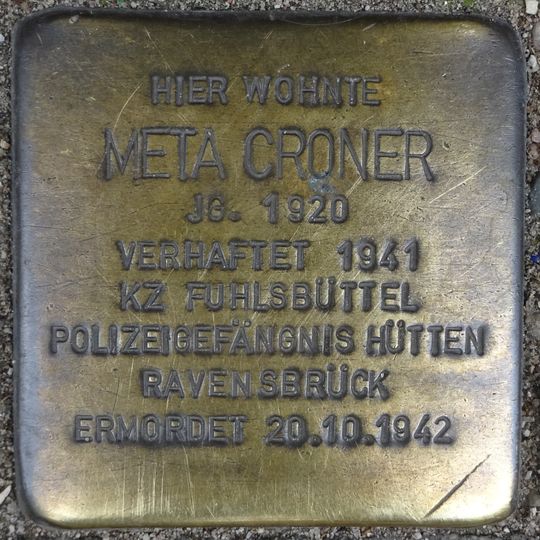 HIER WOHNTE
META CRONER
JG. 1920
VERHAFTET 1941
KZ FUHLSBÜTTEL
POLIZEIGEFÄNGNIS HÜTTEN
RAVENSBRÜCK
ERMORDET 20.10.1942